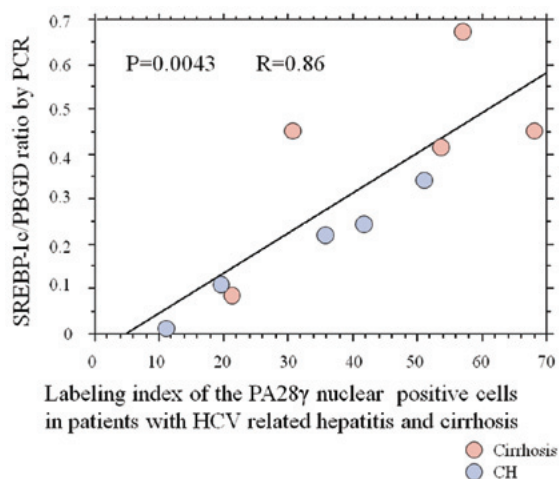 0.7
P=0.0043 R=0.86
0.6
0.5
0.4
0.3
0.2
0.1
0
SREBP-1c/PBGD ratio by PCR
0 10 20 30 40 50 60 70
Labeling index of the PA28γ nuclear positive cells
in patients with HCV related hepatitis and cirrhosis
Cirrhosis
CH